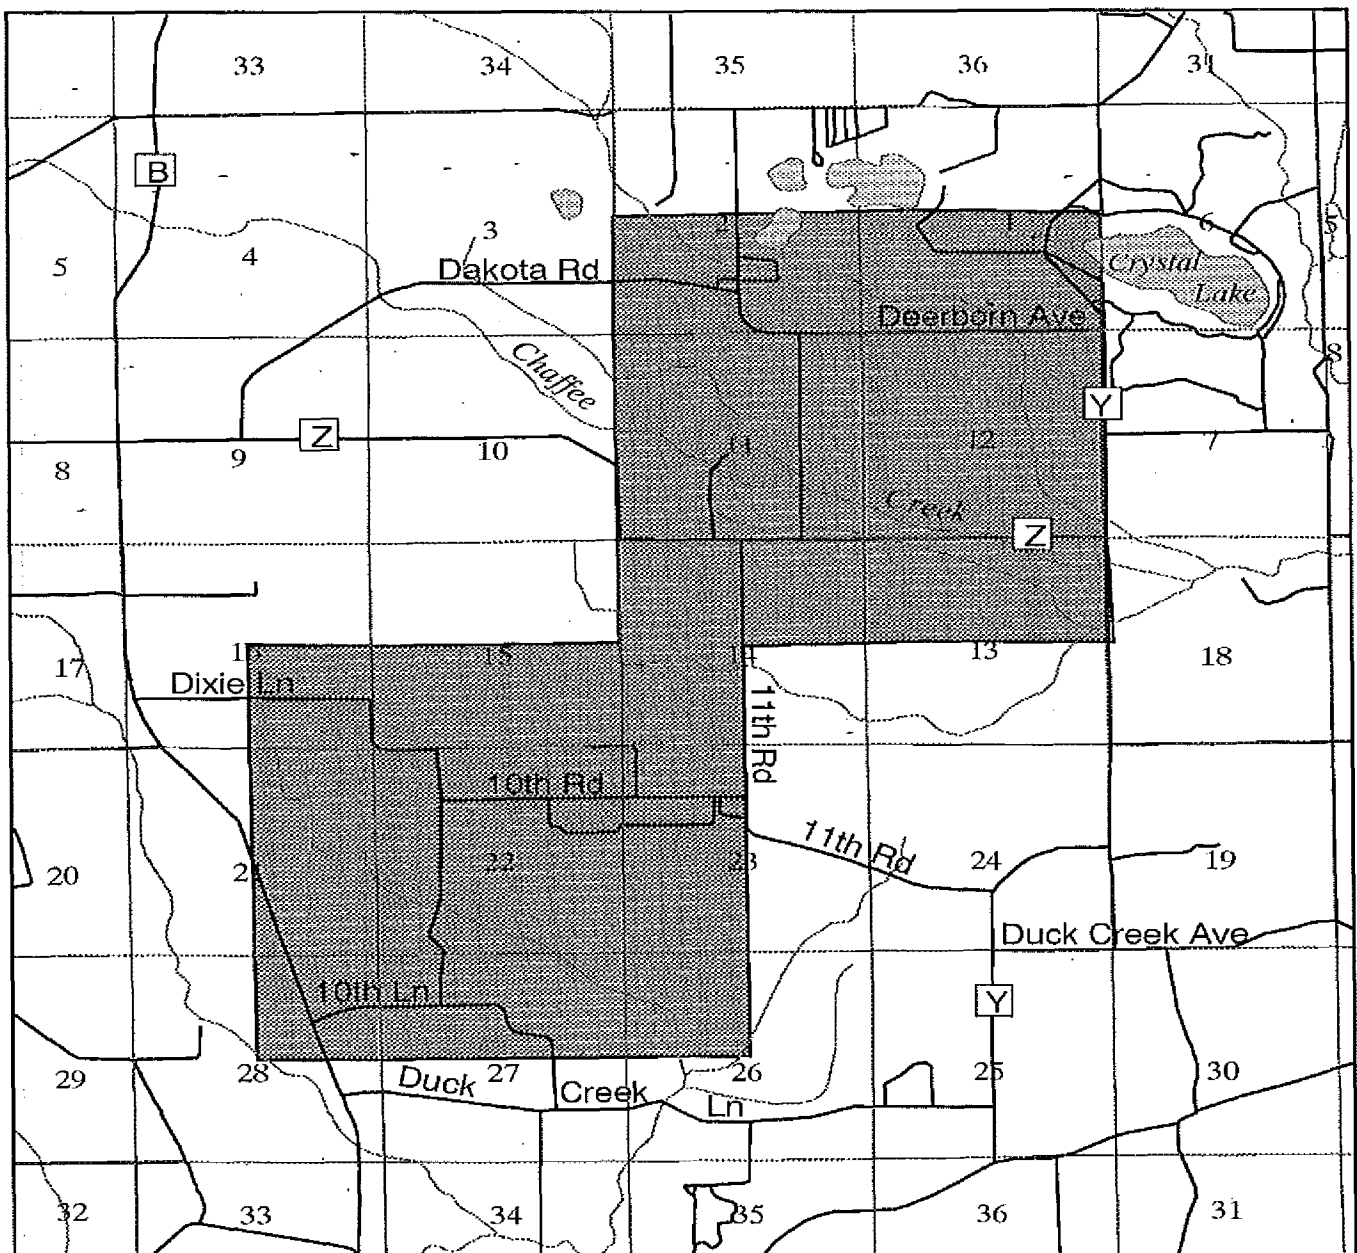 33 34 35 36 31
B
2 1 6 5
3
4
5
Dakota Rd
Crystal
Lake
Deerborn Ave
8
Chaffee
Y
Z
9 10 11 12 7
8
Creek
Z
16 15 14 13 18
17
Dixie Ln
11th Rd
10th Rd
11th Rd
20 21 22 23 24 19
Duck Creek Ave
10th Ln
Y
29 28 27 26 25 30
Duck Creek Ln
32 33 34 35 36 31